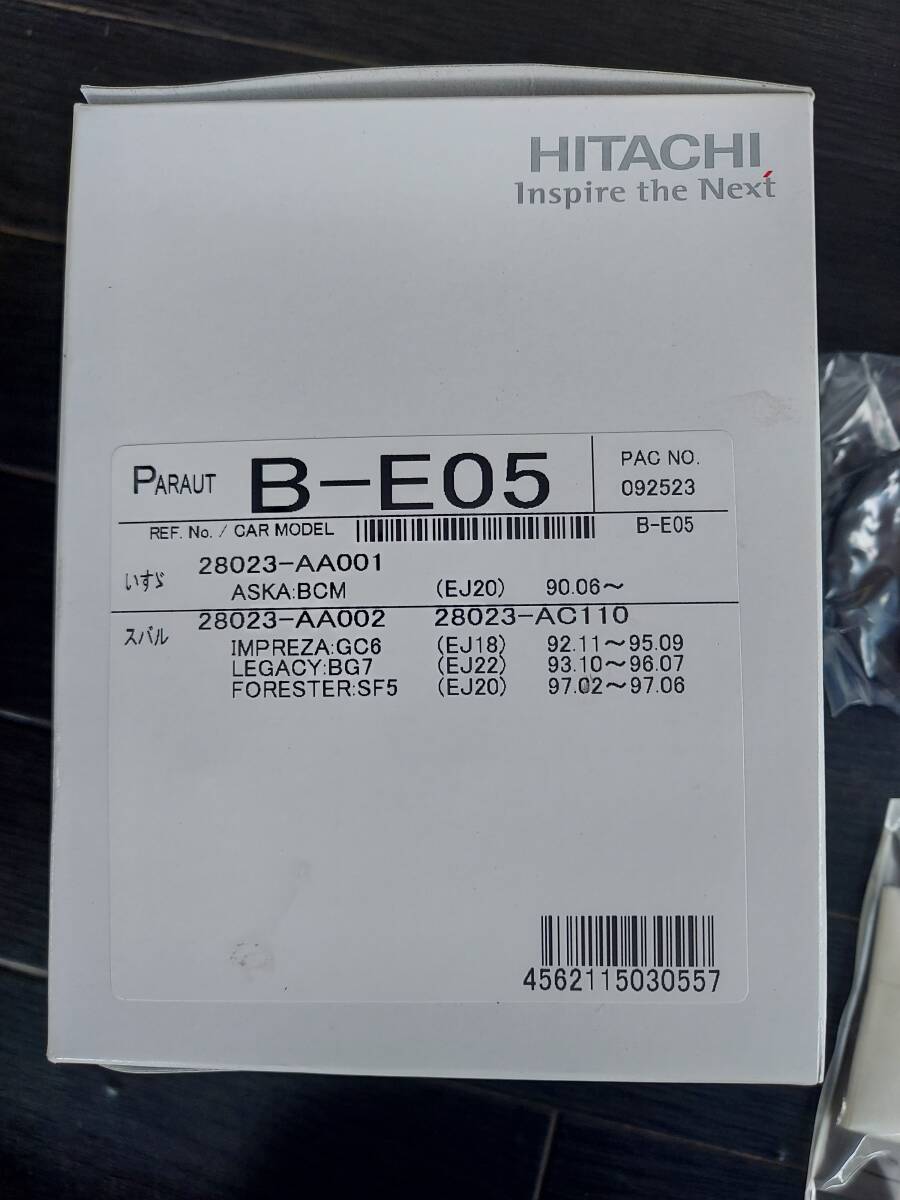 HITACHI
Inspire the Next
PARAUT B-E05 PAC NO. 092523
REF. No. / CAR MODEL B-E05
いすゞ 28023-AA001
ASKA:BCM (EJ20) 90.06~
スバル 28023-AA002 28023-AC110
IMPREZA:GC6 (EJ18) 92.11~95.09
LEGACY:BG7 (EJ22) 93.10~96.07
FORESTER:SF5 (EJ20) 97.02~97.06
4562115030557